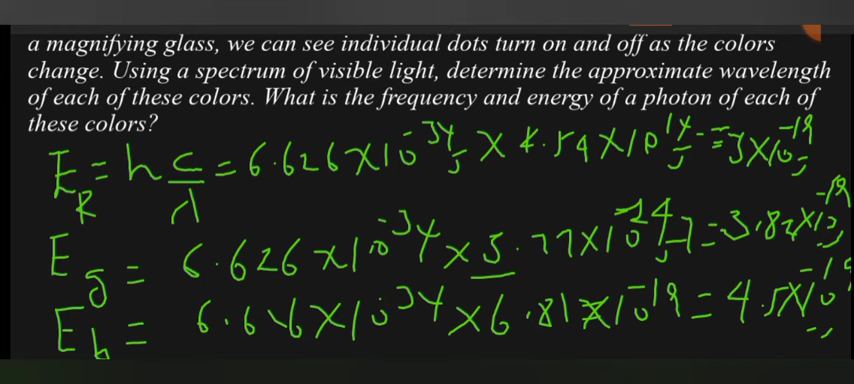 a magnifying glass, we can see individual dots turn on and off as the colors
change. Using a spectrum of visible light, determine the approximate wavelength
of each of these colors. What is the frequency and energy of a photon of each of
these colors?
E_R = h c/λ = 6.626×10^-34 × 4.59×10^14 = 3×10^-19
E_g = 6.626×10^-34 × 5.77×10^14 = 3.82×10^-19
E_b = 6.626×10^-34 × 6.81×10^-19 = 4.5×10^-19